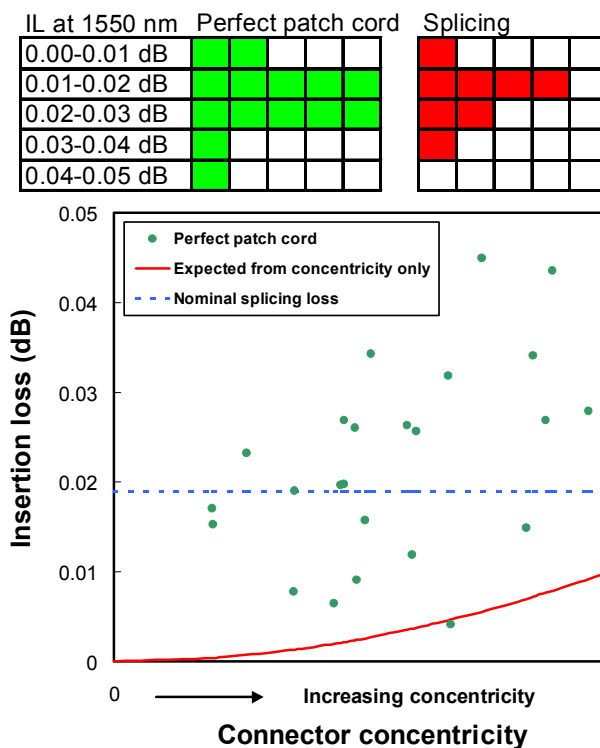 IL at 1550 nm Perfect patch cord Splicing
0.00-0.01 dB
0.01-0.02 dB
0.02-0.03 dB
0.03-0.04 dB
0.04-0.05 dB
0.05
Perfect patch cord
Expected from concentricity only
Nominal splicing loss
0.04
0.03
0.02
0.01
0
Insertion loss (dB)
0
Increasing concentricity
Connector concentricity